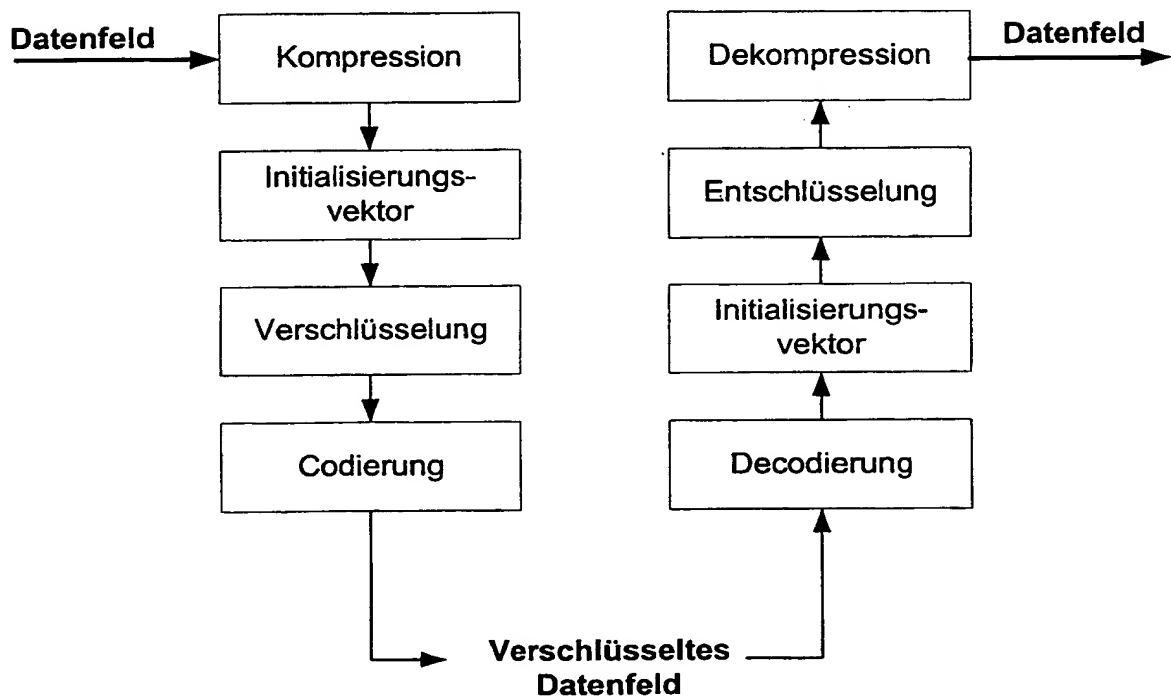 Datenfeld
Kompression
Initialisierungs-
vektor
Verschlüsselung
Codierung
Verschlüsseltes
Datenfeld
Decodierung
Initialisierungs-
vektor
Entschlüsselung
Dekompression
Datenfeld